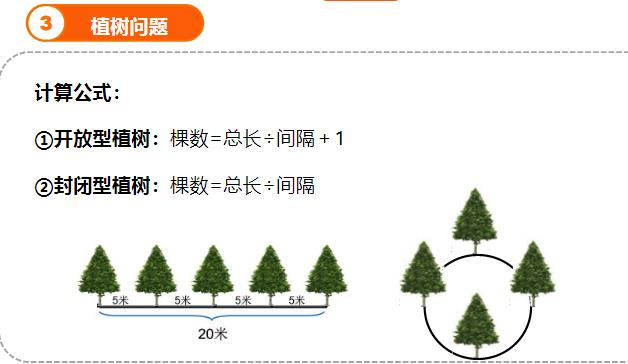 3 植树问题
计算公式：
①开放型植树：棵数=总长÷间隔+1
②封闭型植树：棵数=总长÷间隔
5米 5米 5米 5米
20米